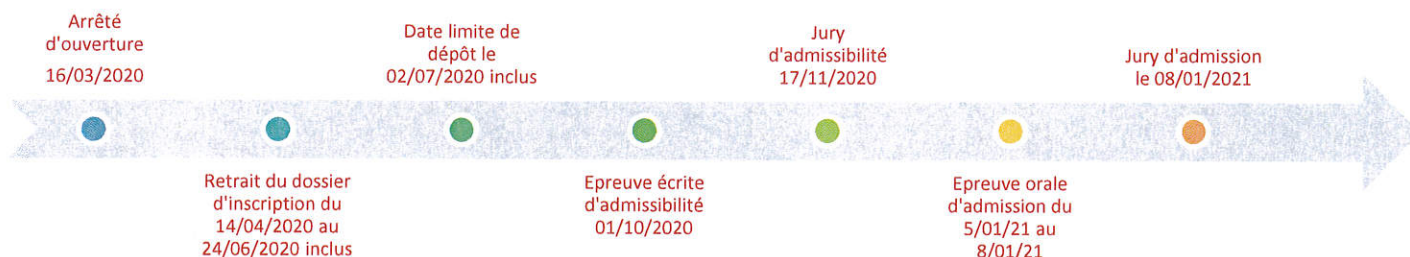 Arrêté
d'ouverture
16/03/2020
Retrait du dossier
d'inscription du
14/04/2020 au
24/06/2020 inclus
Date limite de
dépôt le
02/07/2020 inclus
Epreuve écrite
d'admissibilité
01/10/2020
Jury
d'admissibilité
17/11/2020
Epreuve orale
d'admission du
5/01/21 au
8/01/21
Jury d'admission
le 08/01/2021